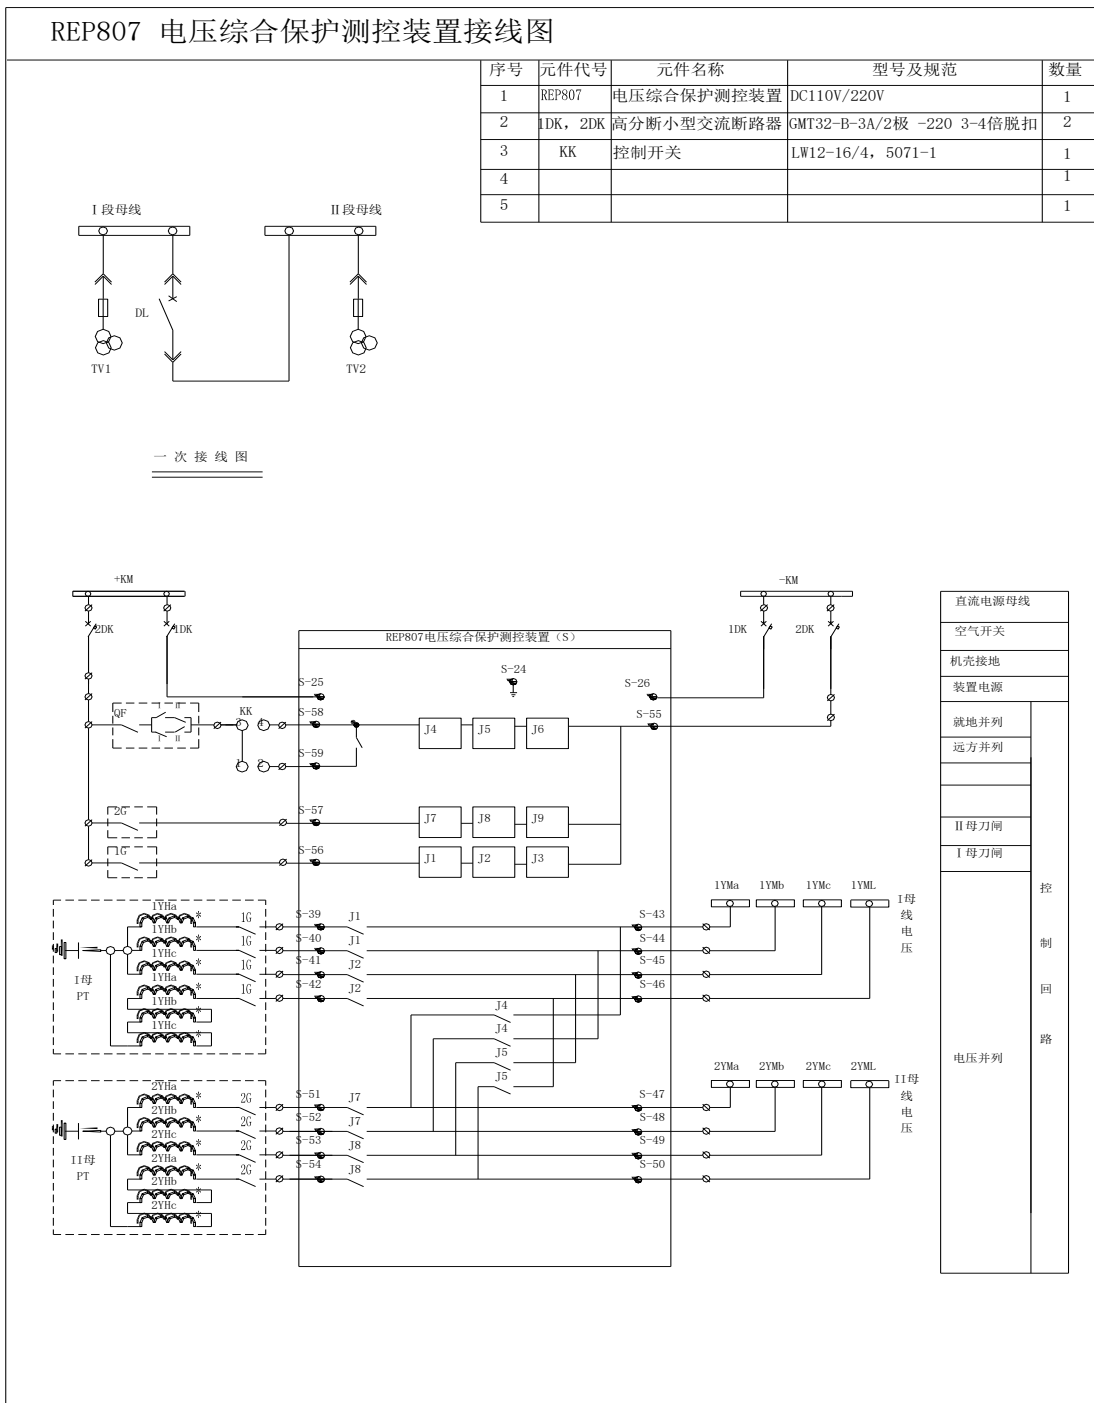 REP807 电压综合保护测控装置接线图
序号 元件代号 元件名称 型号及规范 数量
1 REP807 电压综合保护测控装置 DC110V/220V 1
2 1DK，2DK 高分断小型交流断路器 GMT32-B-3A/2极 -220 3-4倍脱扣 2
3 KK 控制开关 LW12-16/4，5071-1 1
4 1
5 1
I段母线 II段母线
DL
TV1 TV2
一次接线图
+KM -KM
2DK 1DK 1DK 2DK
REP807电压综合保护测控装置（S）
S-24
S-25 S-26
QF I II I II KK 3 4 S-58 J4 J5 J6 S-55
1 2 S-59
2G S-57 J7 J8 J9
1G S-56 J1 J2 J3
直流电源母线
空气开关
机壳接地
装置电源
就地并列
远方并列
II母刀闸
I母刀闸
电压并列
控制回路
1YMa 1YMb 1YMc 1YML
I母线电压
1YHa * 1G S-39 J1 S-43
1YHb * 1G S-40 J1 S-44
1YHc * 1G S-41 J2 S-45
1YHa * 1G S-42 J2 S-46
1YHb *
1YHc *
I母
PT
J4
J4
J5
J5
2YMa 2YMb 2YMc 2YML
II母线电压
2YHa * 2G S-51 J7 S-47
2YHb * 2G S-52 J7 S-48
2YHc * 2G S-53 J8 S-49
2YHa * 2G S-54 J8 S-50
2YHb *
2YHc *
II母
PT